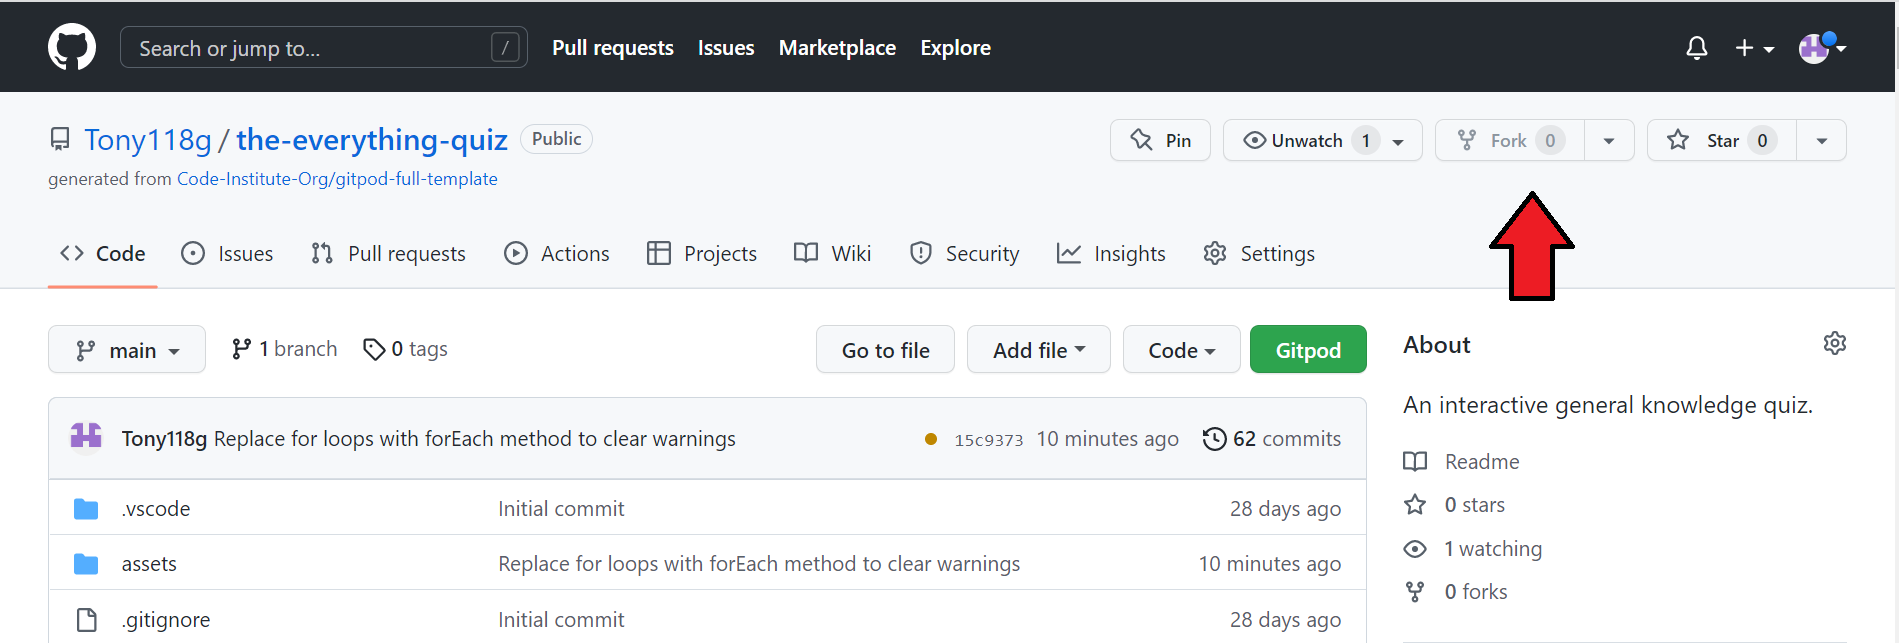 Search or jump to... / Pull requests Issues Marketplace Explore
Tony118g / the-everything-quiz Public Pin Unwatch 1 Fork 0 Star 0
generated from Code-Institute-Org/gitpod-full-template
Code Issues Pull requests Actions Projects Wiki Security Insights Settings
main 1 branch 0 tags Go to file Add file Code Gitpod
About
An interactive general knowledge quiz.
Tony118g Replace for loops with forEach method to clear warnings 15c9373 10 minutes ago 62 commits
Readme
.vscode Initial commit 28 days ago
0 stars
1 watching
assets Replace for loops with forEach method to clear warnings 10 minutes ago
0 forks
.gitignore Initial commit 28 days ago